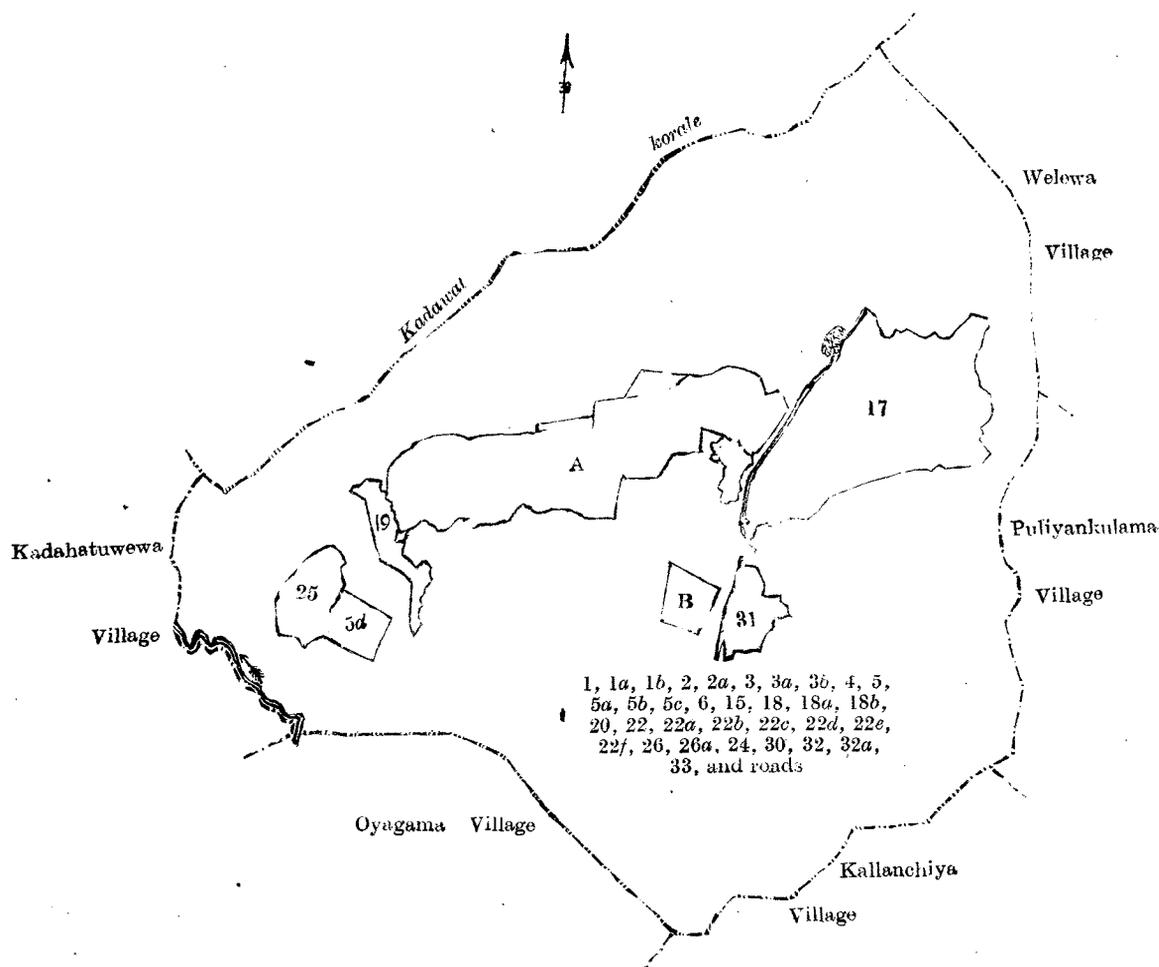 korale
Welewa
Village
Kadawat
17
A
19
Kadahatuwewa
Village
Puliyankulama
Village
25
5d
B
31
1, 1a, 1b, 2, 2a, 3, 3a, 3b, 4, 5,
5a, 5b, 5c, 6, 15, 18, 18a, 18b,
20, 22, 22a, 22b, 22c, 22d, 22e,
22f, 26, 26a, 24, 30, 32, 32a,
33, and roads
Oyagama Village
Kallanchiya
Village